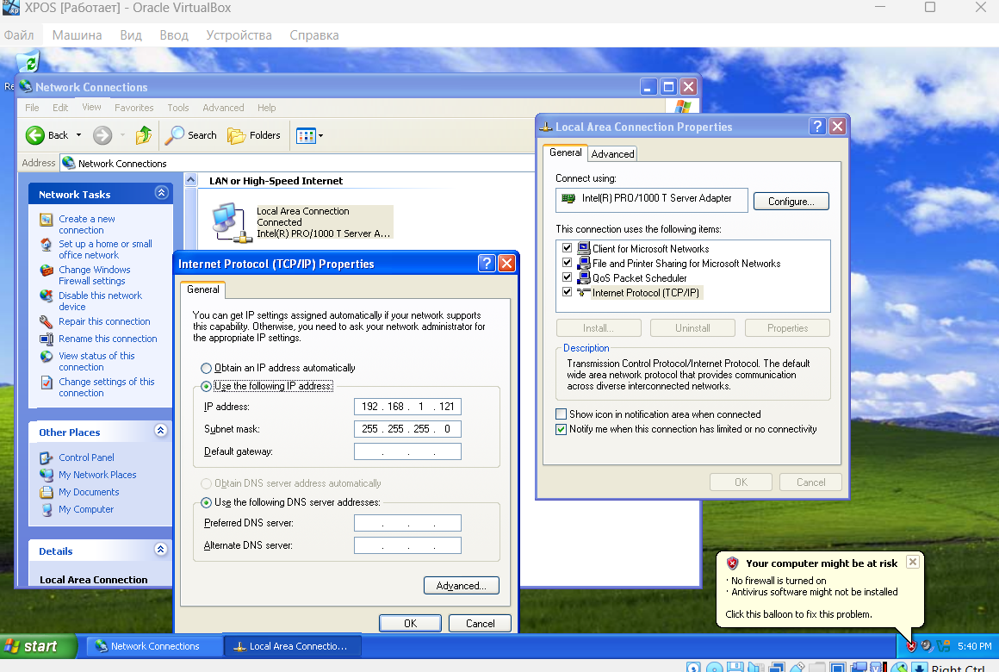 XPOS [Работает] - Oracle VirtualBox
Файл Машина Вид Ввод Устройства Справка
Re
Network Connections
File Edit View Favorites Tools Advanced Help
Back Search Folders
Address Network Connections
Network Tasks
Create a new
connection
Set up a home or small
office network
Change Windows
Firewall settings
Disable this network
device
Repair this connection
Rename this connection
View status of this
connection
Change settings of this
connection
Other Places
Control Panel
My Network Places
My Documents
My Computer
Details
Local Area Connection
LAN or High-Speed Internet
Local Area Connection
Connected
Intel(R) PRO/1000 T Server A...
Internet Protocol (TCP/IP) Properties
General
You can get IP settings assigned automatically if your network supports
this capability. Otherwise, you need to ask your network administrator for
the appropriate IP settings.
Obtain an IP address automatically
Use the following IP address:
IP address: 192 . 168 . 1 . 121
Subnet mask: 255 . 255 . 255 . 0
Default gateway: . . .
Obtain DNS server address automatically
Use the following DNS server addresses:
Preferred DNS server: . . .
Alternate DNS server: . . .
Advanced...
OK Cancel
Local Area Connection Properties
General Advanced
Connect using:
Intel(R) PRO/1000 T Server Adapter
Configure...
This connection uses the following items:
Client for Microsoft Networks
File and Printer Sharing for Microsoft Networks
QoS Packet Scheduler
Internet Protocol (TCP/IP)
Install... Uninstall Properties
Description
Transmission Control Protocol/Internet Protocol. The default
wide area network protocol that provides communication
across diverse interconnected networks.
Show icon in notification area when connected
Notify me when this connection has limited or no connectivity
OK Cancel
Your computer might be at risk
· No firewall is turned on
· Antivirus software might not be installed
Click this balloon to fix this problem.
start Network Connections Local Area Connectio... 5:40 PM
Right Ctrl